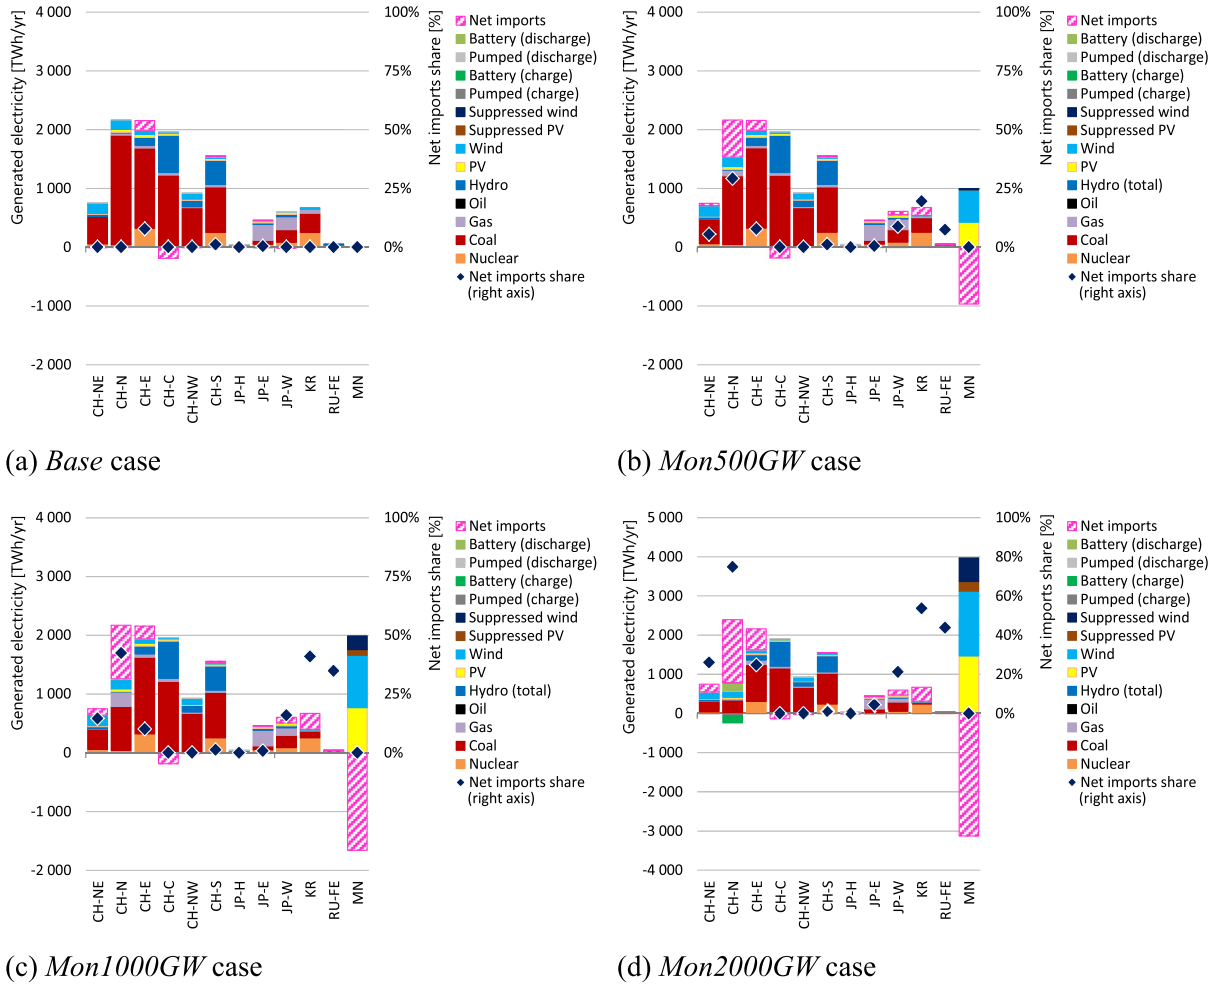 Generated electricity [TWh/yr]
4 000
3 000
2 000
1 000
0
-1 000
-2 000
100%
75%
50%
25%
0%
Net imports share [%]
CH-NE
CH-N
CH-E
CH-C
CH-NW
CH-S
JP-H
JP-E
JP-W
KR
RU-FE
MN
Net imports
Battery (discharge)
Pumped (discharge)
Battery (charge)
Pumped (charge)
Suppressed wind
Suppressed PV
Wind
PV
Hydro
Oil
Gas
Coal
Nuclear
Net imports share
(right axis)
(a) Base case
Generated electricity [TWh/yr]
4 000
3 000
2 000
1 000
0
-1 000
-2 000
100%
75%
50%
25%
0%
Net imports share [%]
CH-NE
CH-N
CH-E
CH-C
CH-NW
CH-S
JP-H
JP-E
JP-W
KR
RU-FE
MN
Net imports
Battery (discharge)
Pumped (discharge)
Battery (charge)
Pumped (charge)
Suppressed wind
Suppressed PV
Wind
PV
Hydro (total)
Oil
Gas
Coal
Nuclear
Net imports share
(right axis)
(b) Mon500GW case
Generated electricity [TWh/yr]
4 000
3 000
2 000
1 000
0
-1 000
-2 000
100%
75%
50%
25%
0%
Net imports share [%]
CH-NE
CH-N
CH-E
CH-C
CH-NW
CH-S
JP-H
JP-E
JP-W
KR
RU-FE
MN
Net imports
Battery (discharge)
Pumped (discharge)
Battery (charge)
Pumped (charge)
Suppressed wind
Suppressed PV
Wind
PV
Hydro (total)
Oil
Gas
Coal
Nuclear
Net imports share
(right axis)
(c) Mon1000GW case
Generated electricity [TWh/yr]
5 000
4 000
3 000
2 000
1 000
0
-1 000
-2 000
-3 000
-4 000
100%
80%
60%
40%
20%
0%
Net imports share [%]
CH-NE
CH-N
CH-E
CH-C
CH-NW
CH-S
JP-H
JP-E
JP-W
KR
RU-FE
MN
Net imports
Battery (discharge)
Pumped (discharge)
Battery (charge)
Pumped (charge)
Suppressed wind
Suppressed PV
Wind
PV
Hydro (total)
Oil
Gas
Coal
Nuclear
Net imports share
(right axis)
(d) Mon2000GW case